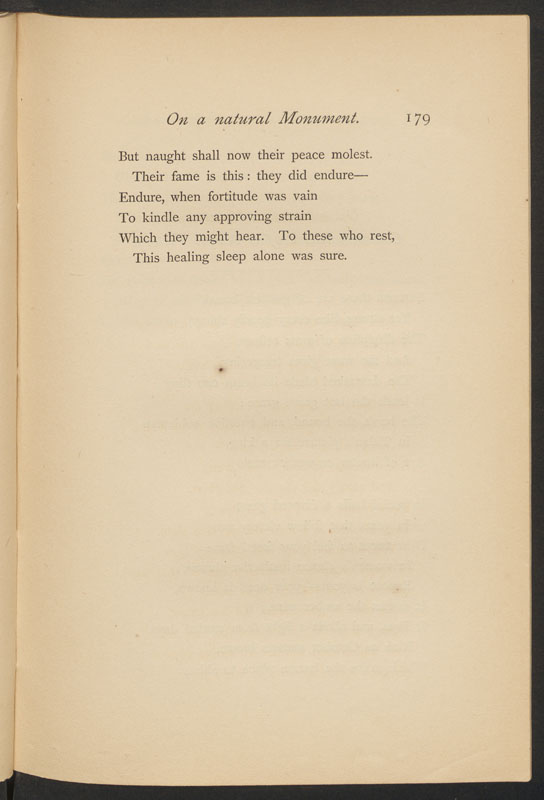 On a natural Monument. 179
But naught shall now their peace molest.
Their fame is this: they did endure—
Endure, when fortitude was vain
To kindle any approving strain
Which they might hear. To these who rest,
This healing sleep alone was sure.